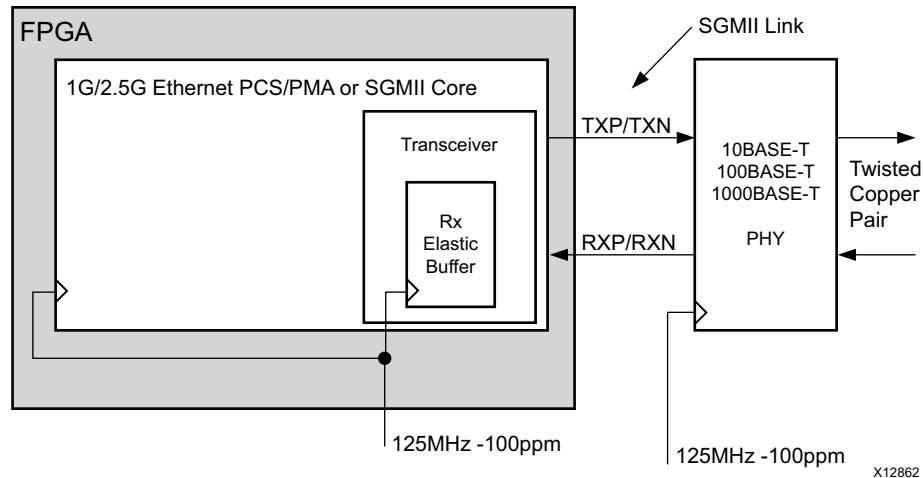 FPGA
SGMII Link
1G/2.5G Ethernet PCS/PMA or SGMII Core
Transceiver
TXP/TXN
10BASE-T
100BASE-T
1000BASE-T
PHY
Twisted
Copper
Pair
Rx
Elastic
Buffer
RXP/RXN
125MHz -100ppm
125MHz -100ppm
X12862